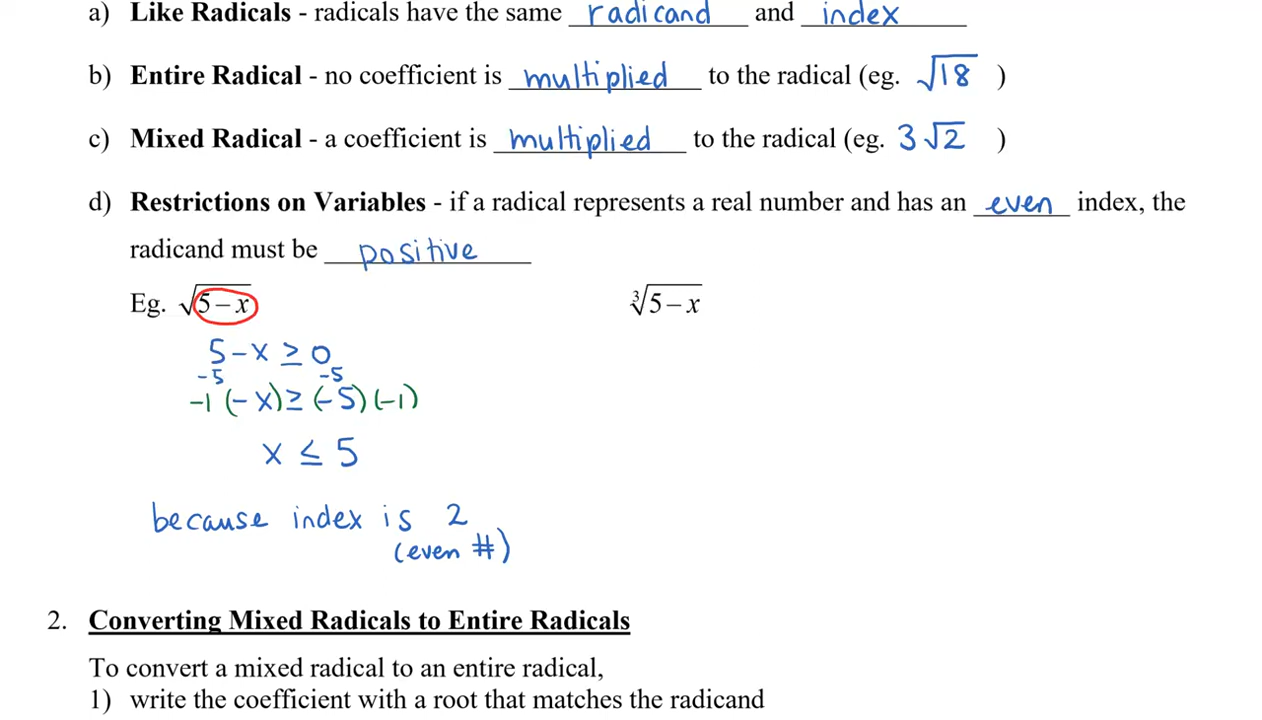 a) Like Radicals - radicals have the same radicand and index
b) Entire Radical - no coefficient is multiplied to the radical (eg. √18 )
c) Mixed Radical - a coefficient is multiplied to the radical (eg. 3√2 )
d) Restrictions on Variables - if a radical represents a real number and has an even index, the
radicand must be positive
Eg. √5 – x ∛5 – x
5 – x ≥ 0
-5 -5
-1 (- x) ≥ (-5) (-1)
x ≤ 5
because index is 2
(even #)
2. Converting Mixed Radicals to Entire Radicals
To convert a mixed radical to an entire radical,
1) write the coefficient with a root that matches the radicand